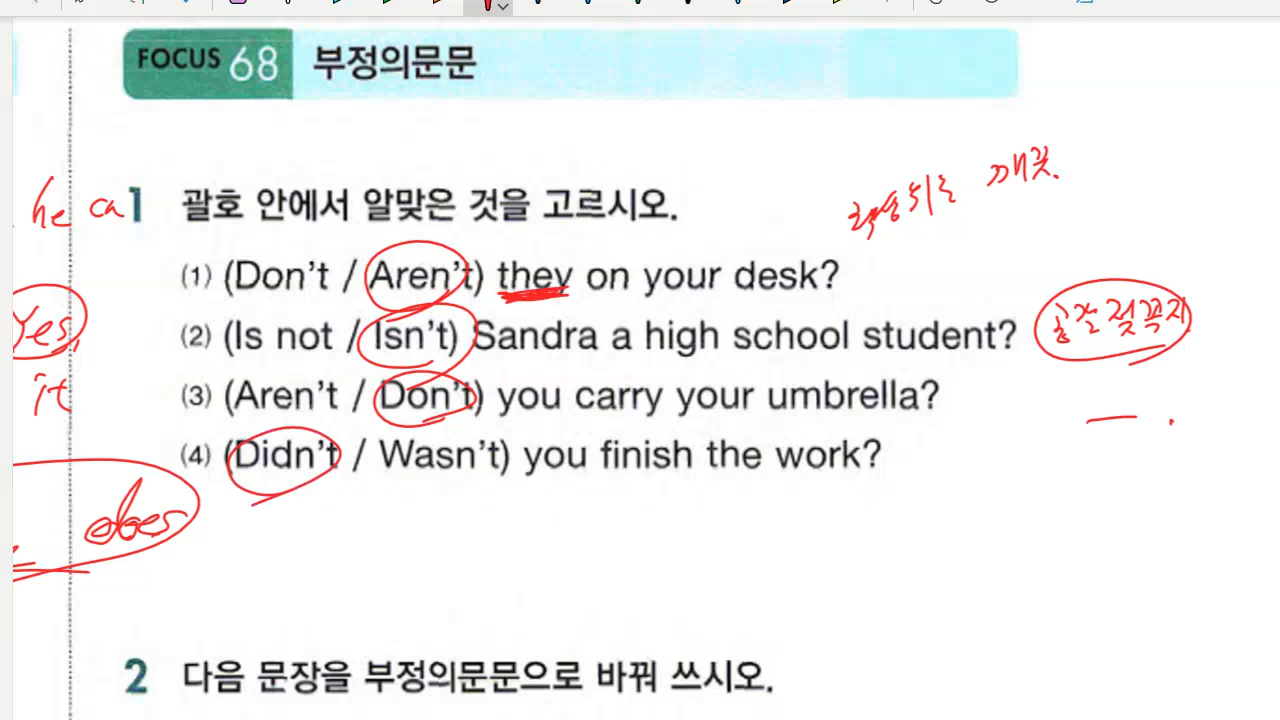 FOCUS 68 부정의문문
he ca
1 괄호 안에서 알맞은 것을 고르시오.
(1) (Don't / Aren't) they on your desk?
(2) (Is not / Isn't) Sandra a high school student?
Yes,
(3) (Aren't / Don't) you carry your umbrella?
it
(4) (Didn't / Wasn't) you finish the work?
does
2 다음 문장을 부정의문문으로 바꿔 쓰시오.